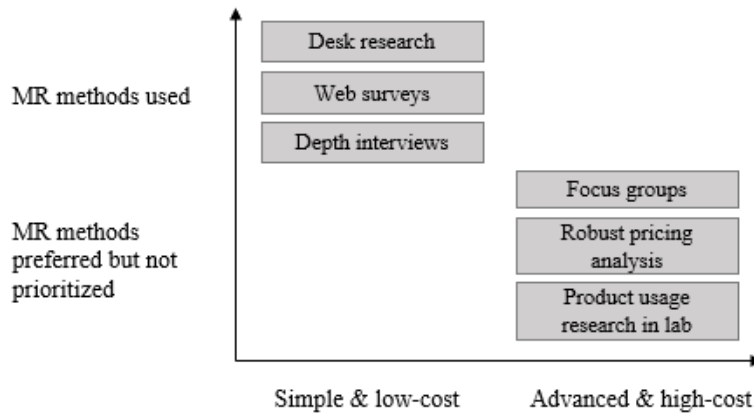 Desk research
MR methods used
Web surveys
Depth interviews
Focus groups
MR methods
preferred but not
prioritized
Robust pricing
analysis
Product usage
research in lab
Simple & low-cost
Advanced & high-cost